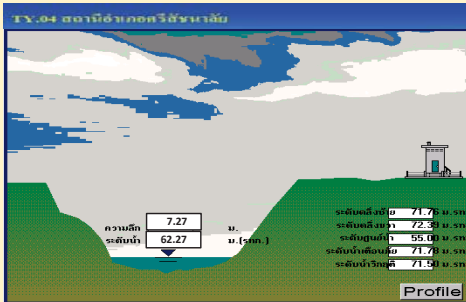 TY.04 สถานีอำเภอศรีสัชนาลัย
ความลึก 7.27 ม.
ระดับน้ำ 62.27 ม.(รทก.)
ระดับตลิ่งซ้าย 71.76 ม.รทก
ระดับตลิ่งขวา 72.39 ม.รทก
ระดับศูนย์น้ำ 55.00 ม.รทก
ระดับน้ำเตือนภัย 71.78 ม.รทก
ระดับน้ำวิกฤติ 71.50 ม.รทก
Profile